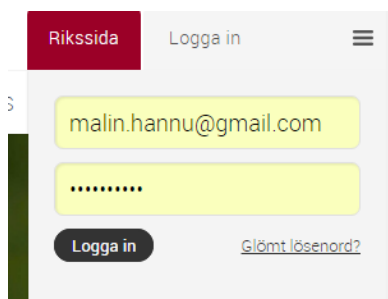 Rikssida Logga in
S
malin.hannu@gmail.com
••••••••••
Logga in Glömt lösenord?